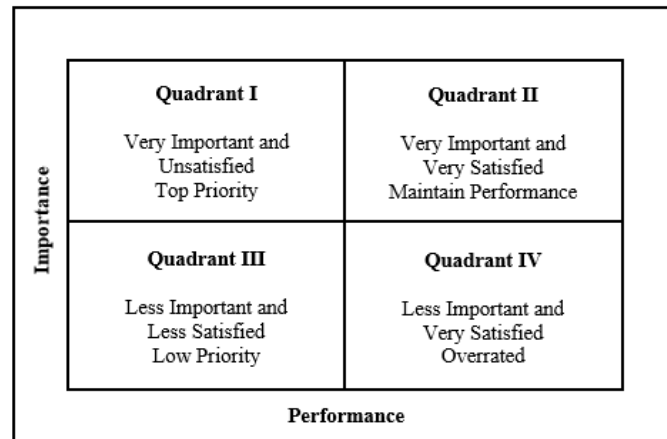 Importance
Quadrant I
Very Important and
Unsatisfied
Top Priority
Quadrant II
Very Important and
Very Satisfied
Maintain Performance
Quadrant III
Less Important and
Less Satisfied
Low Priority
Quadrant IV
Less Important and
Very Satisfied
Overrated
Performance